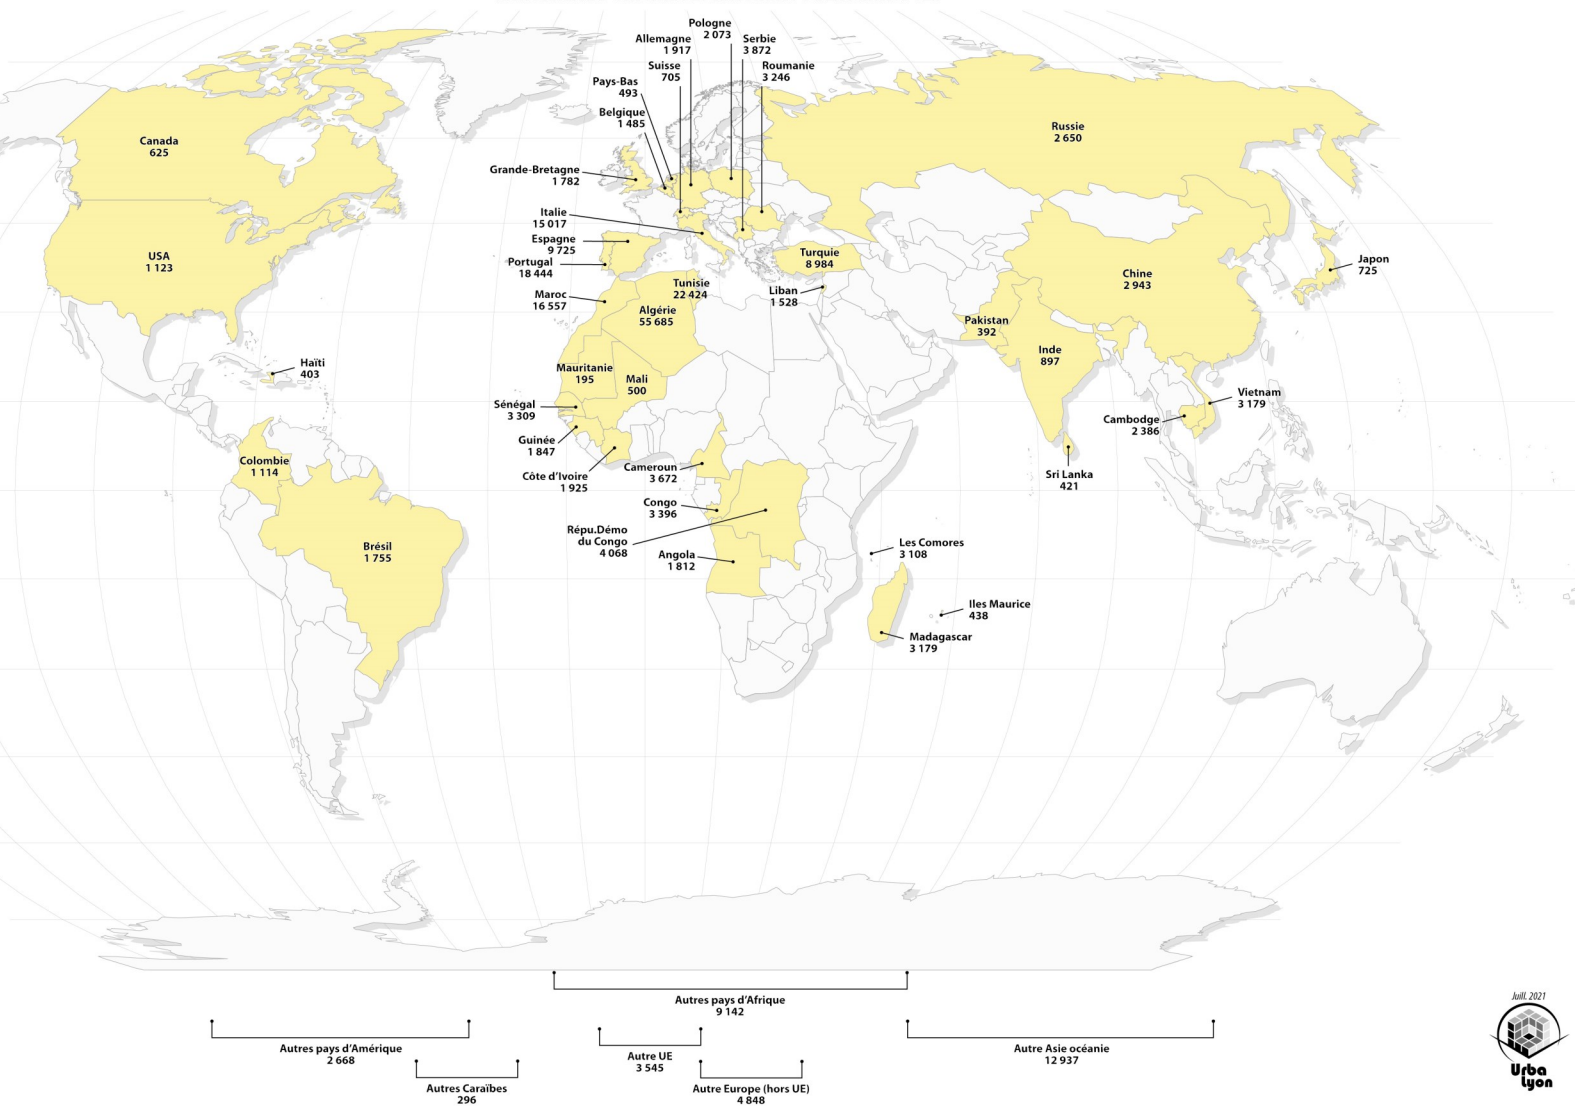 Pologne
2 073
Allemagne
1 917
Serbie
3 872
Suisse
705
Roumanie
3 246
Pays-Bas
493
Belgique
1 485
Canada
625
Russie
2 650
Grande-Bretagne
1 782
Italie
15 017
Espagne
9 725
Portugal
18 444
USA
1 123
Turquie
8 984
Chine
2 943
Japon
725
Maroc
16 557
Tunisie
22 424
Liban
1 528
Algérie
55 685
Pakistan
392
Inde
897
Haïti
403
Mauritanie
195
Mali
500
Sénégal
3 309
Vietnam
3 179
Cambodge
2 386
Guinée
1 847
Colombie
1 114
Cameroun
3 672
Côte d'Ivoire
1 925
Sri Lanka
421
Congo
3 396
Répu.Démo
du Congo
4 068
Brésil
1 755
Angola
1 812
Les Comores
3 108
Iles Maurice
438
Madagascar
3 179
Autres pays d'Afrique
9 142
Autres pays d'Amérique
2 668
Autre UE
3 545
Autre Asie océanie
12 937
Autres Caraïbes
296
Autre Europe (hors UE)
4 848
Juill. 2021
Urba
Lyon